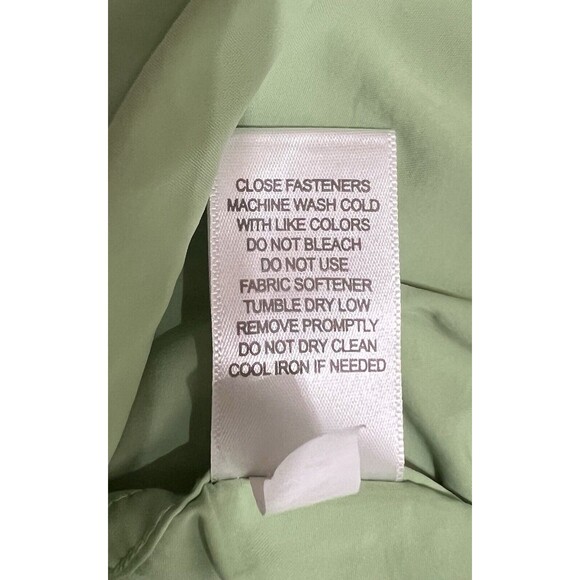 CLOSE FASTENERS
MACHINE WASH COLD
WITH LIKE COLORS
DO NOT BLEACH
DO NOT USE
FABRIC SOFTENER
TUMBLE DRY LOW
REMOVE PROMPTLY
DO NOT DRY CLEAN
COOL IRON IF NEEDED